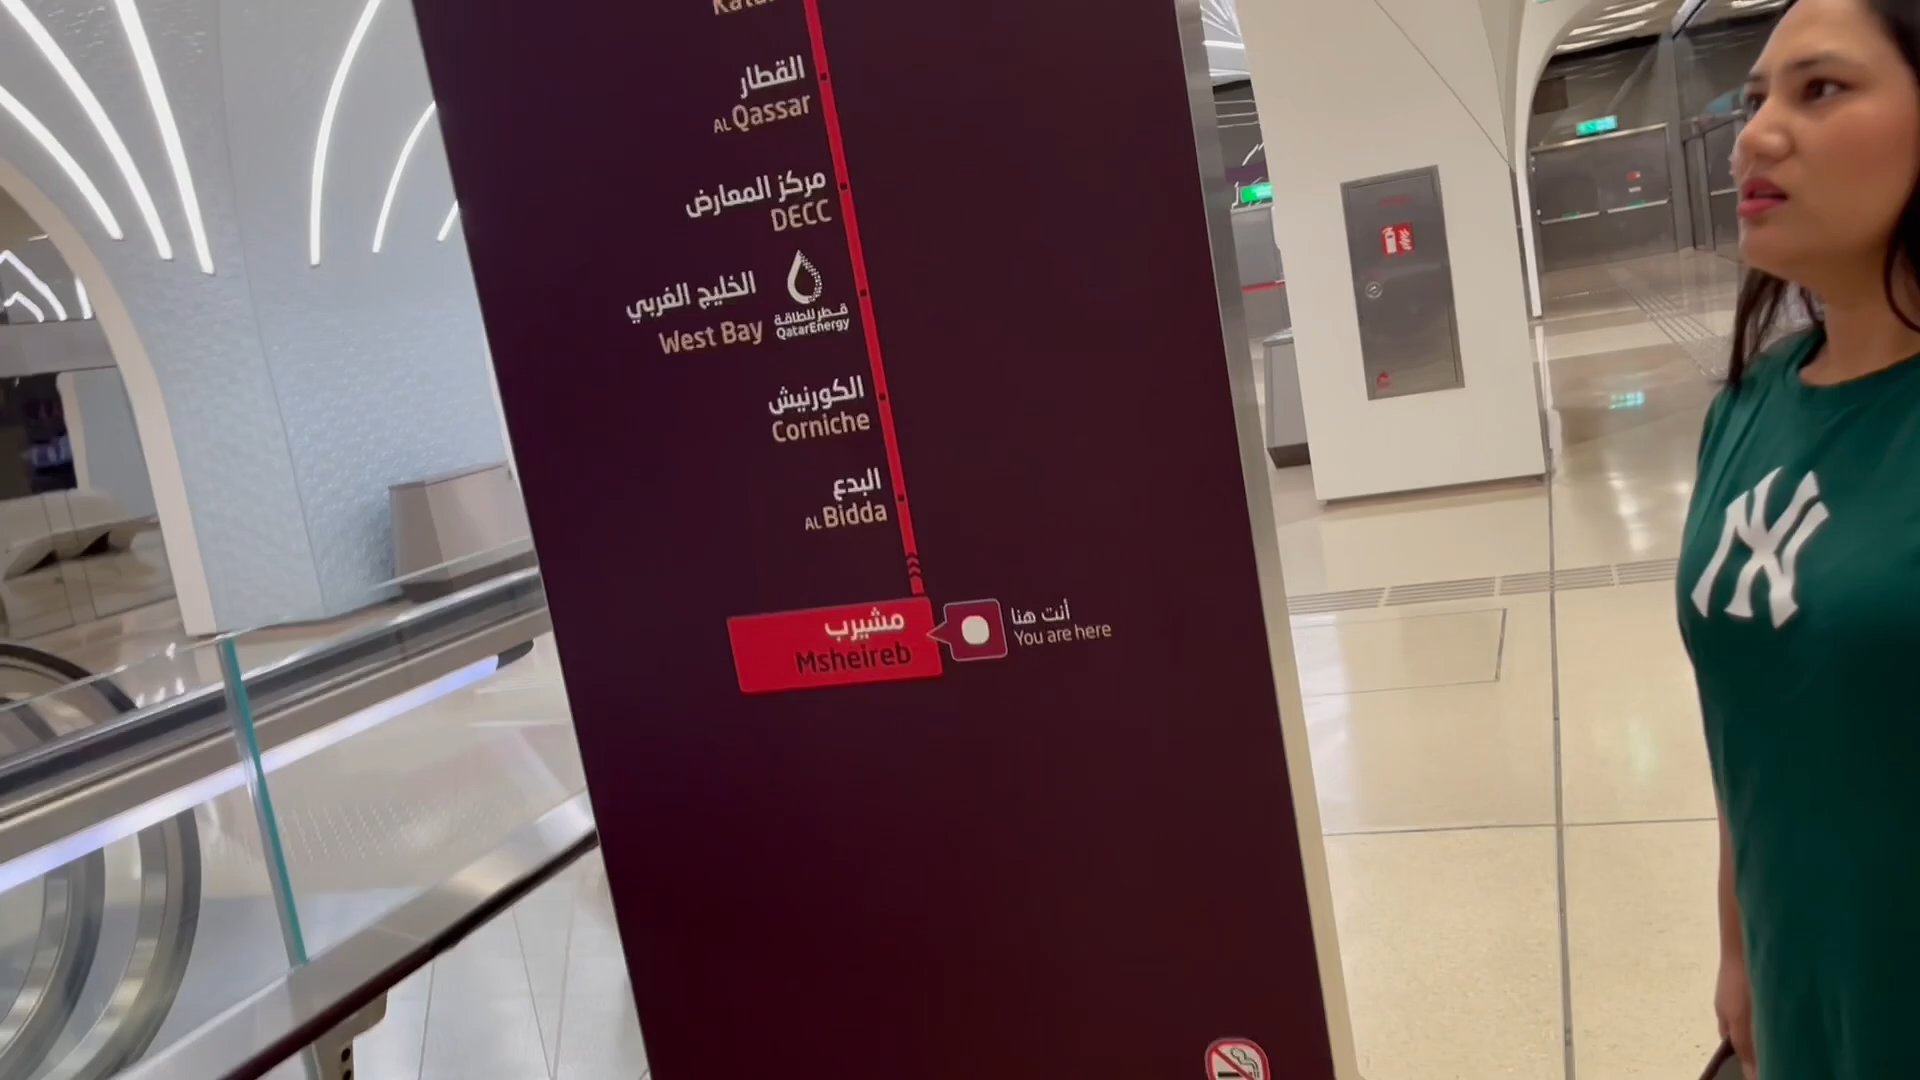 القطار
AL Qassar
مركز المعارض
DECC
الخليج الغربي
West Bay
قطر للطاقة
QatarEnergy
الكورنيش
Corniche
البدع
AL Bidda
مشيرب
Msheireb
أنت هنا
You are here
NY